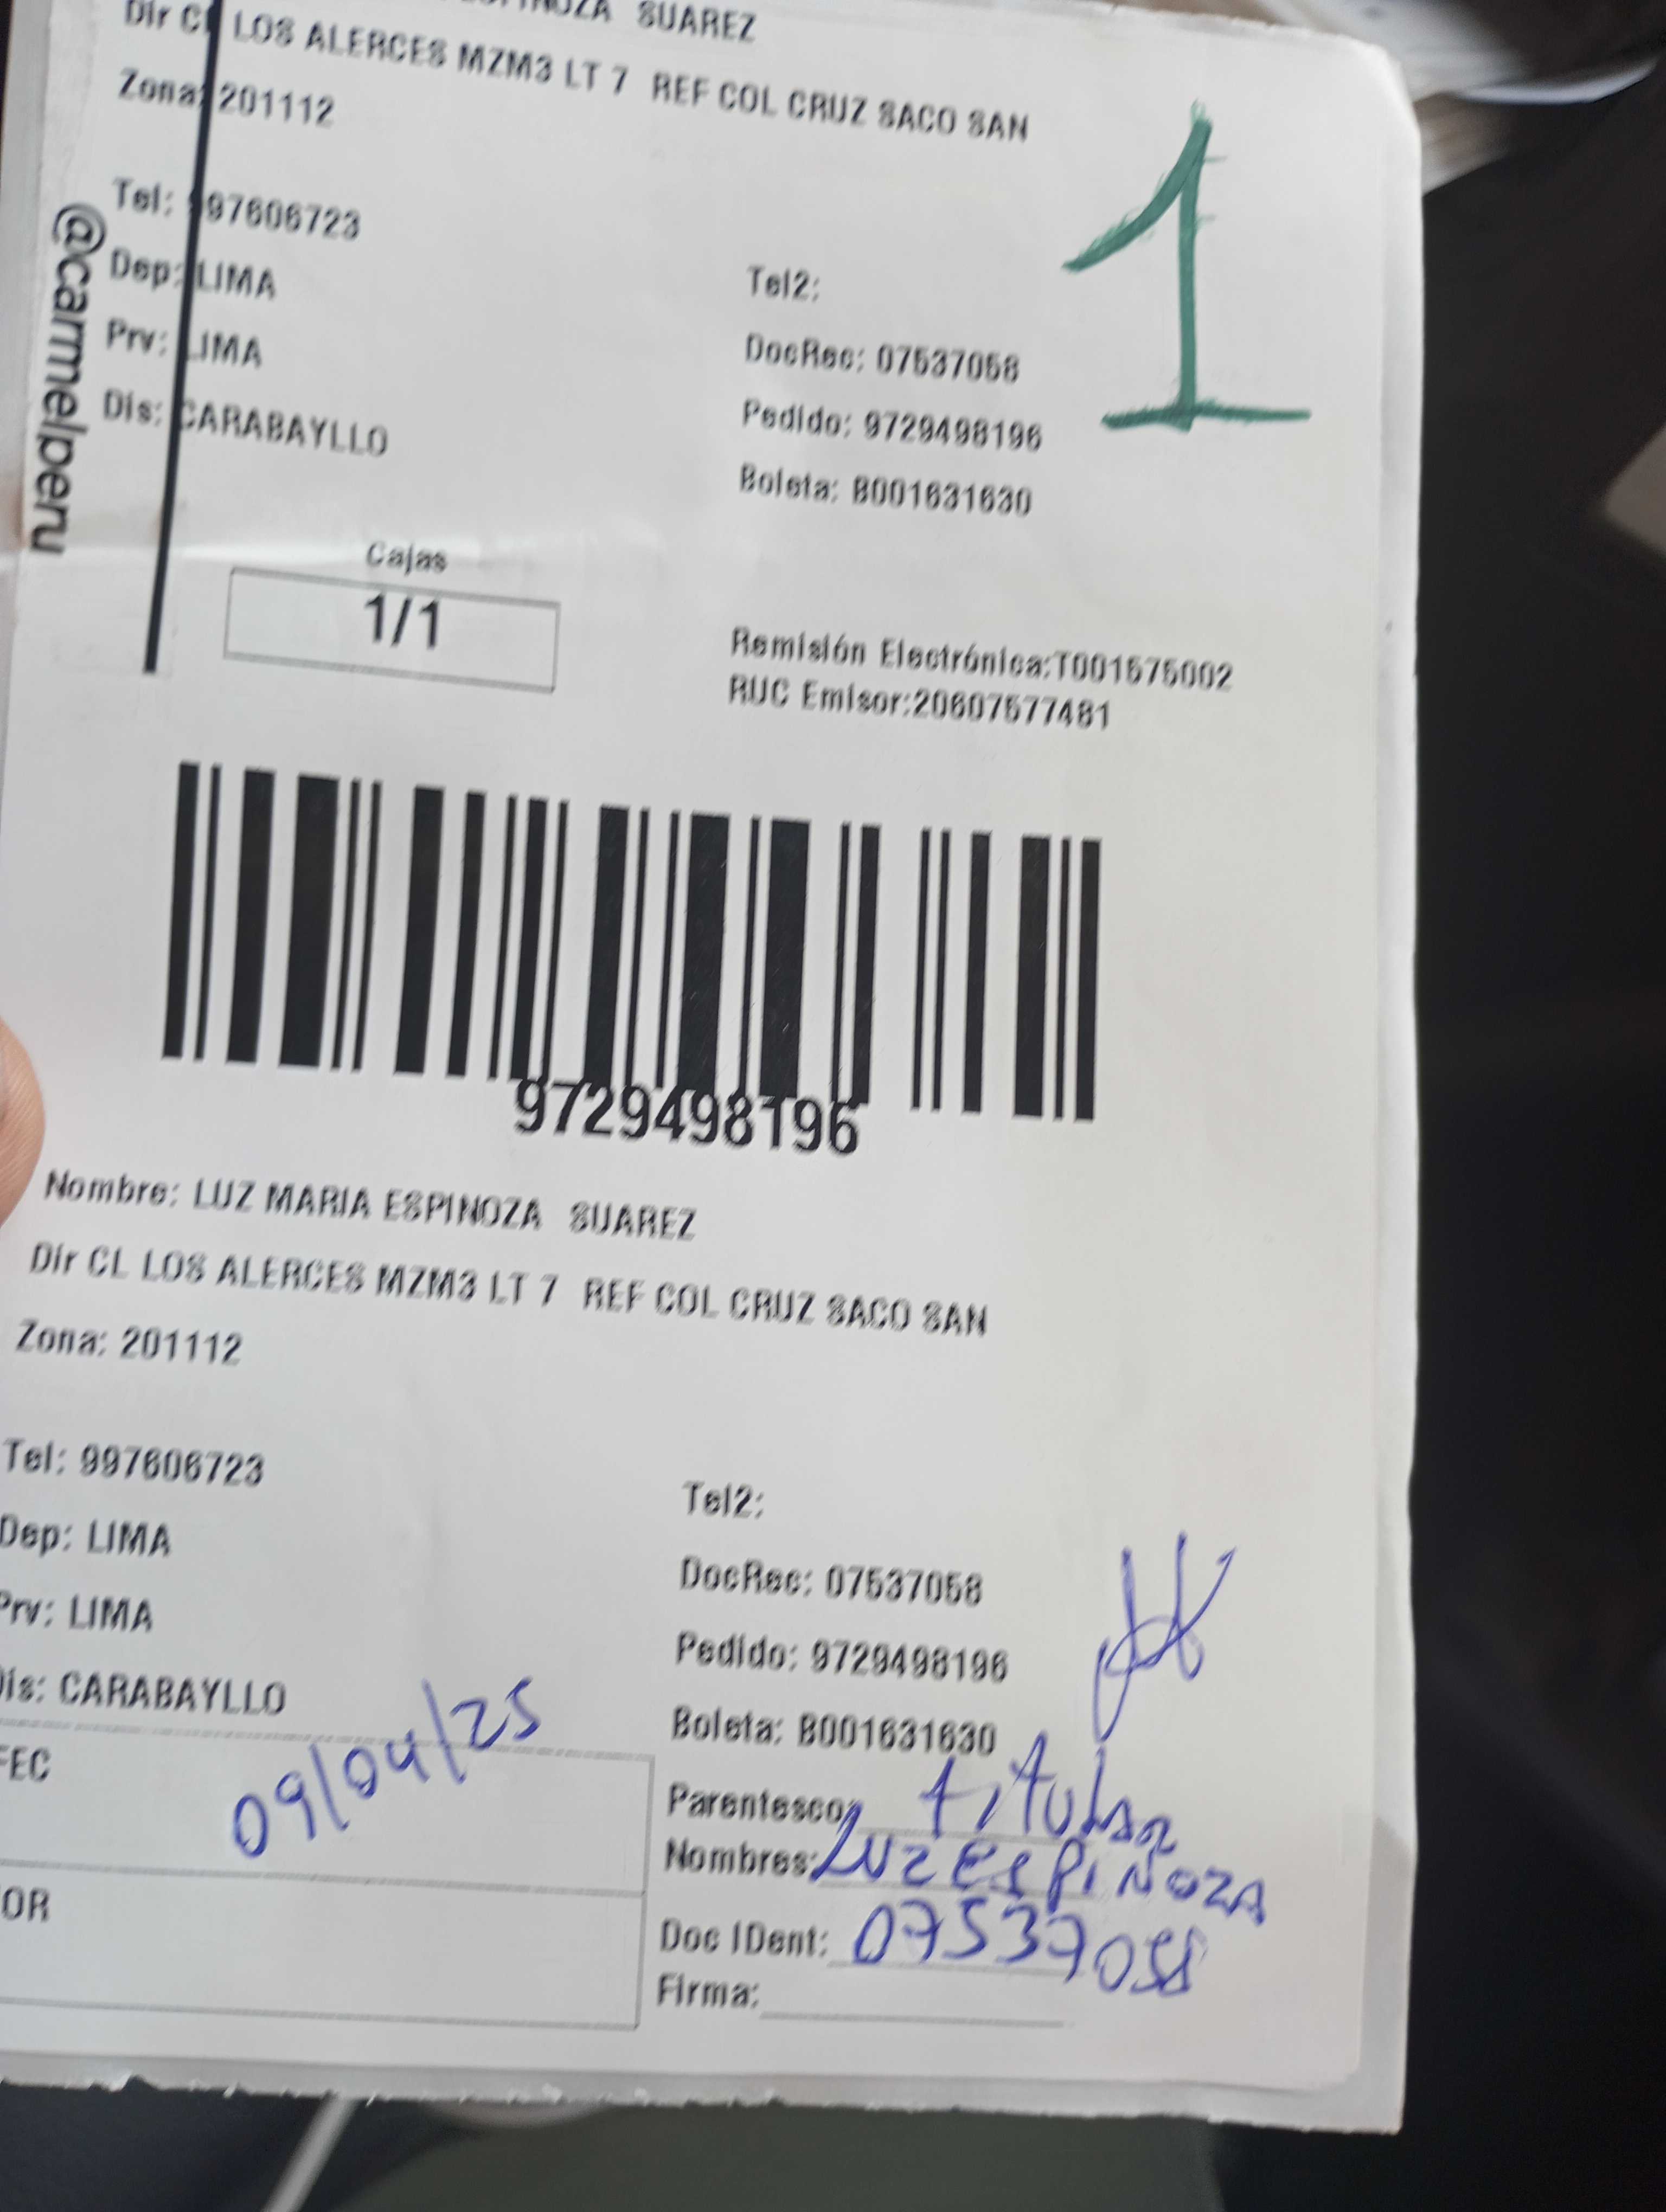 ESPINOZA SUAREZ
Dir CL LOS ALERCES MZM3 LT 7 REF COL CRUZ SACO SAN
Zona: 201112
1
Tel: 997606723
Dep: LIMA
Tel2:
Prv: LIMA
DocRec: 07537058
Dis: CARABAYLLO
Pedido: 9729498196
Boleta: B001631630
@carmelperu
Cajas
1/1
Remisión Electrónica:T001575002
RUC Emisor:20607577481
9729498196
Nombre: LUZ MARIA ESPINOZA SUAREZ
Dir CL LOS ALERCES MZM3 LT 7 REF COL CRUZ SACO SAN
Zona: 201112
Tel: 997606723
Tel2:
Dep: LIMA
DocRec: 07537058
Prv: LIMA
Pedido: 9729498196
Dis: CARABAYLLO
Boleta: B001631630
FEC
09/04/25
Parentesco: titular
Nombres: LUZ ESPINOZA
OR
Doc IDent: 07537058
Firma: